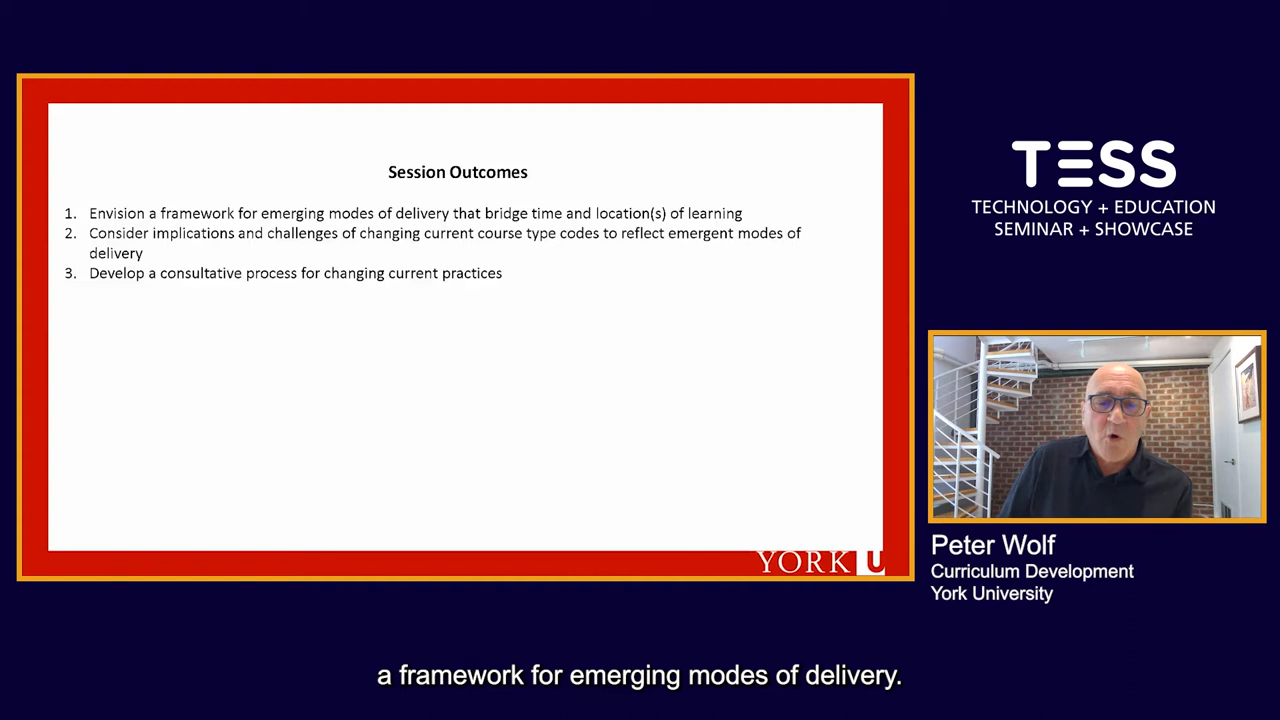 Session Outcomes
1. Envision a framework for emerging modes of delivery that bridge time and location(s) of learning
2. Consider implications and challenges of changing current course type codes to reflect emergent modes of
delivery
3. Develop a consultative process for changing current practices
YORK U
TESS
TECHNOLOGY + EDUCATION
SEMINAR + SHOWCASE
Peter Wolf
Curriculum Development
York University
a framework for emerging modes of delivery.